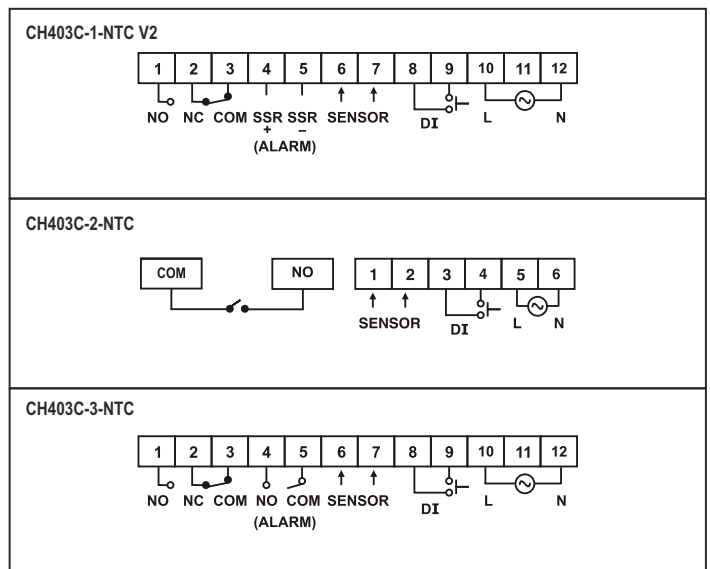 CH403C-1-NTC V2
1 2 3 4 5 6 7 8 9 10 11 12
NO NC COM SSR SSR SENSOR DI L N
+ –
(ALARM)
CH403C-2-NTC
COM NO 1 2 3 4 5 6
SENSOR DI L N
CH403C-3-NTC
1 2 3 4 5 6 7 8 9 10 11 12
NO NC COM NO COM SENSOR DI L N
(ALARM)